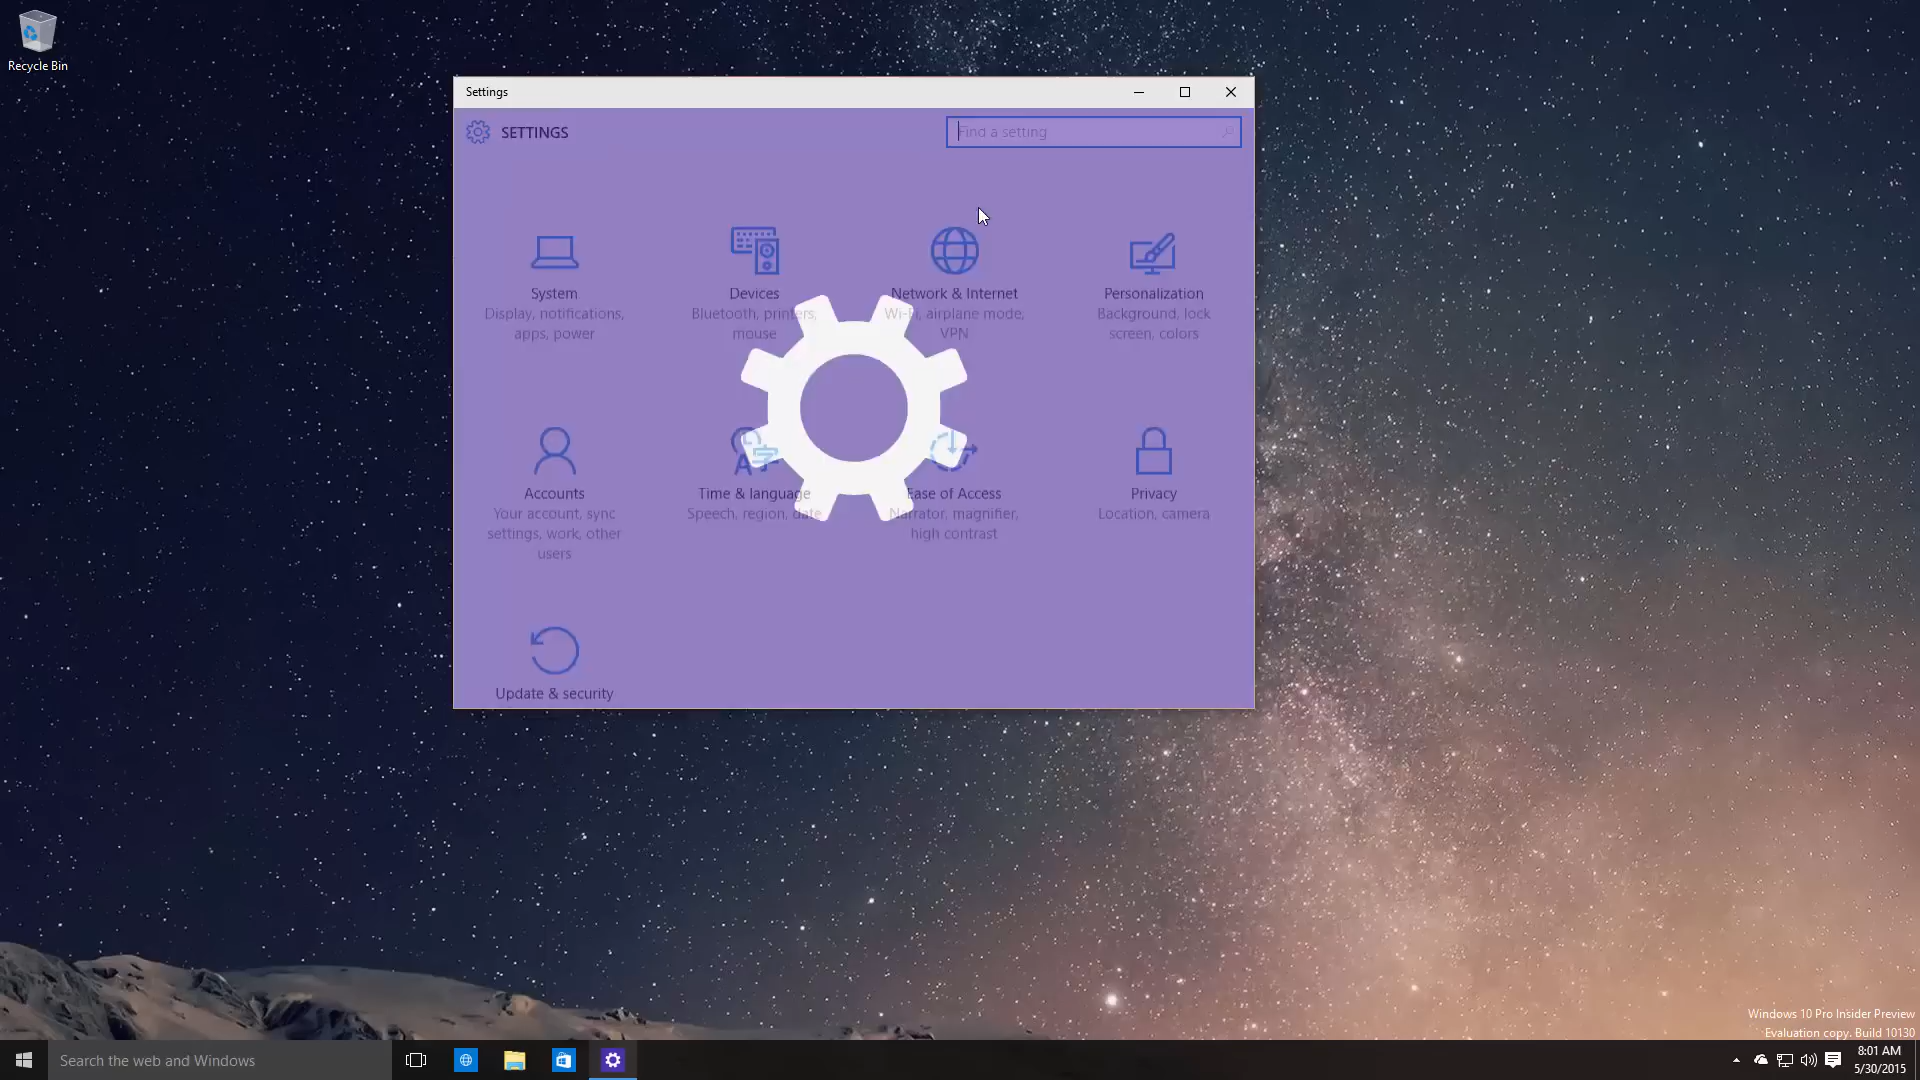 Recycle Bin
Settings
SETTINGS
Find a setting
System
Display, notifications,
apps, power
Devices
Bluetooth, printers,
mouse
Network & Internet
Wi-Fi, airplane mode,
VPN
Personalization
Background, lock
screen, colors
Accounts
Your account, sync
settings, work, other
users
Time & language
Speech, region, date
Ease of Access
Narrator, magnifier,
high contrast
Privacy
Location, camera
Update & security
Windows 10 Pro Insider Preview
Evaluation copy. Build 10130
Search the web and Windows
8:01 AM
5/30/2015